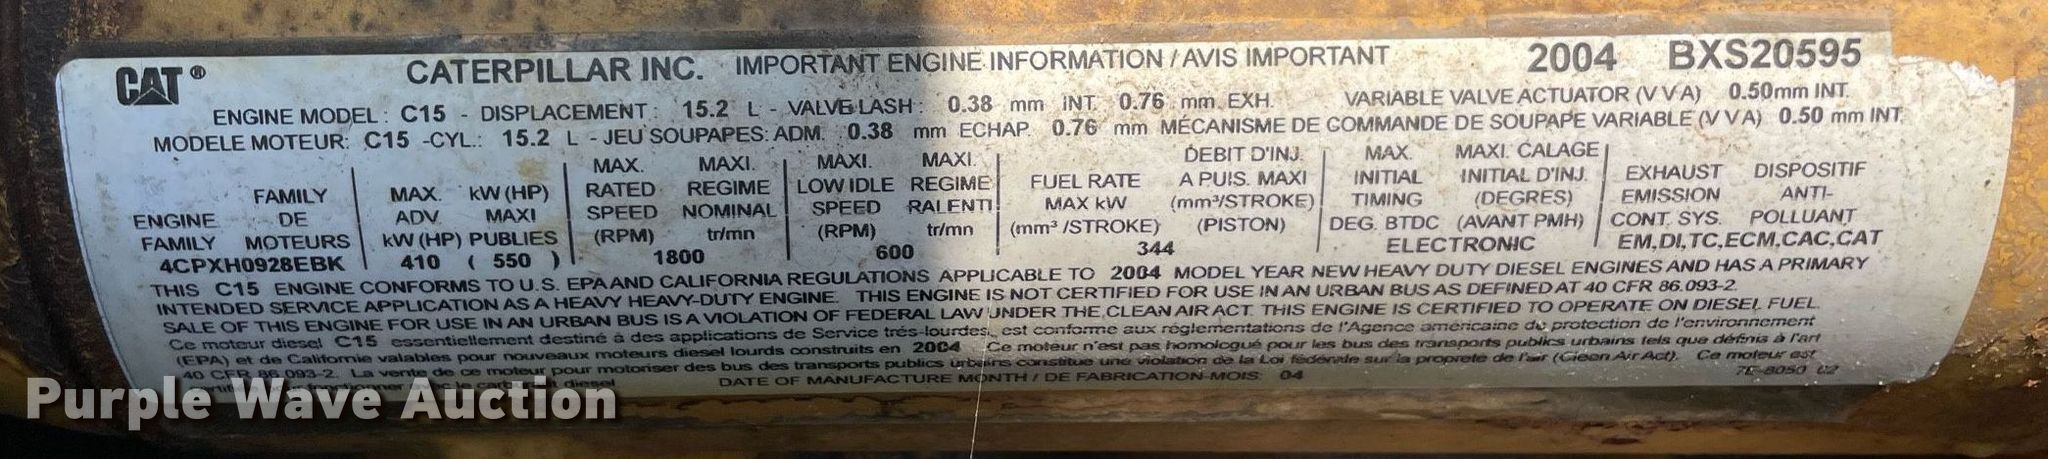 CAT® CATERPILLAR INC. IMPORTANT ENGINE INFORMATION / AVIS IMPORTANT 2004 BXS20595
ENGINE MODEL : C15 - DISPLACEMENT : 15.2 L - VALVE LASH : 0.38 mm INT. 0.76 mm EXH. VARIABLE VALVE ACTUATOR (V V A) 0.50mm INT.
MODELE MOTEUR: C15 -CYL.: 15.2 L - JEU SOUPAPES: ADM. 0.38 mm ECHAP. 0.76 mm MÉCANISME DE COMMANDE DE SOUPAPE VARIABLE (V V A) 0.50 mm INT.
MAX. MAXI. MAXI. MAXI. DEBIT D'INJ. MAX. MAXI. CALAGE
FAMILY MAX. kW (HP) RATED REGIME LOW IDLE REGIME FUEL RATE A PUIS. MAXI INITIAL INITIAL D'INJ. EXHAUST DISPOSITIF
ENGINE DE ADV MAXI SPEED NOMINAL SPEED RALENTI MAX kW (mm³/STROKE) TIMING (DEGRES) EMISSION ANTI-
FAMILY MOTEURS kW (HP) PUBLIES (RPM) tr/mn (RPM) tr/mn (mm³ /STROKE) (PISTON) DEG. BTDC (AVANT PMH) CONT. SYS. POLLUANT
4CPXH0928EBK 410 ( 550 ) 1800 600 344 ELECTRONIC EM,DI,TC,ECM,CAC,CAT
THIS C15 ENGINE CONFORMS TO U.S. EPA AND CALIFORNIA REGULATIONS APPLICABLE TO 2004 MODEL YEAR NEW HEAVY DUTY DIESEL ENGINES AND HAS A PRIMARY
INTENDED SERVICE APPLICATION AS A HEAVY HEAVY-DUTY ENGINE. THIS ENGINE IS NOT CERTIFIED FOR USE IN AN URBAN BUS AS DEFINED AT 40 CFR 86.093-2.
SALE OF THIS ENGINE FOR USE IN AN URBAN BUS IS A VIOLATION OF FEDERAL LAW UNDER THE CLEAN AIR ACT. THIS ENGINE IS CERTIFIED TO OPERATE ON DIESEL FUEL.
Ce moteur diesel C15 essentiellement destiné à des applications de Service trés-lourdes, est conforme aux réglementations de l'Agence américaine de protection de l'environnement
(EPA) et de Californie valables pour nouveaux moteurs diesel lourds construits en 2004 Ce moteur n'est pas homologué pour les bus des transports publics urbains tels que définis à l'art
40 CFR 86 093-2. La vente de ce moteur pour motoriser des bus des transports publics urbains constitue une violation de la Loi fédérale sur la propreté de l'air (Clean Air Act). Ce moteur est
diesel DATE OF MANUFACTURE MONTH / DE FABRICATION-MOIS: 04 7E-8050 02
Purple Wave Auction